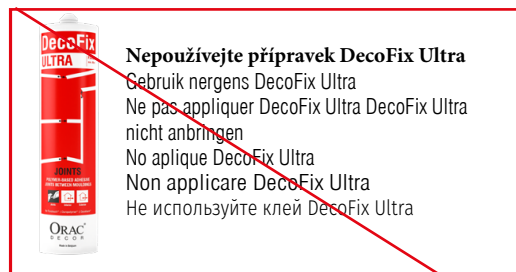 DecoFix
ULTRA
JOINTS
ORAC
DECOR
Nepoužívejte přípravek DecoFix Ultra
Gebruik nergens DecoFix Ultra
Ne pas appliquer DecoFix Ultra DecoFix Ultra
nicht anbringen
No aplique DecoFix Ultra
Non applicare DecoFix Ultra
Не используйте клей DecoFix Ultra